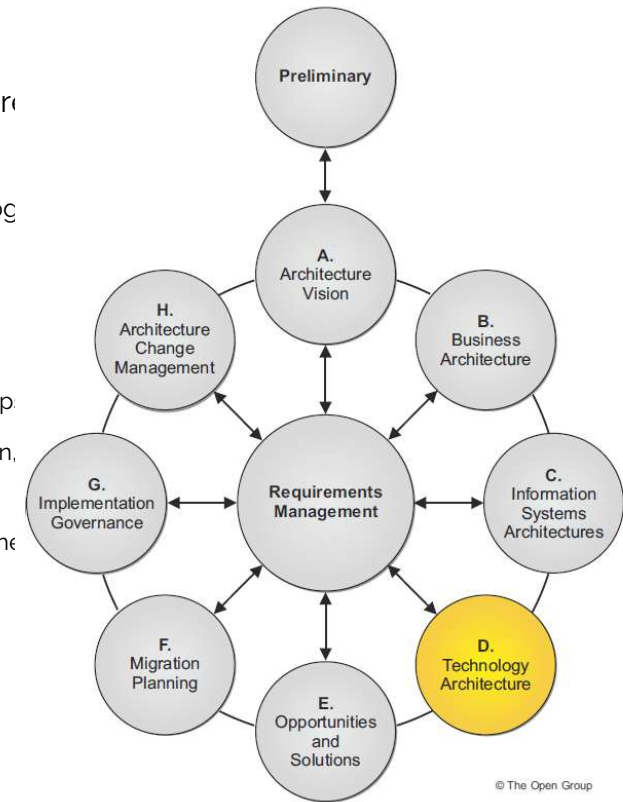 Preliminary
A.
Architecture
Vision
B.
Business
Architecture
H.
Architecture
Change
Management
C.
Information
Systems
Architectures
Requirements
Management
G.
Implementation
Governance
D.
Technology
Architecture
F.
Migration
Planning
E.
Opportunities
and
Solutions
© The Open Group